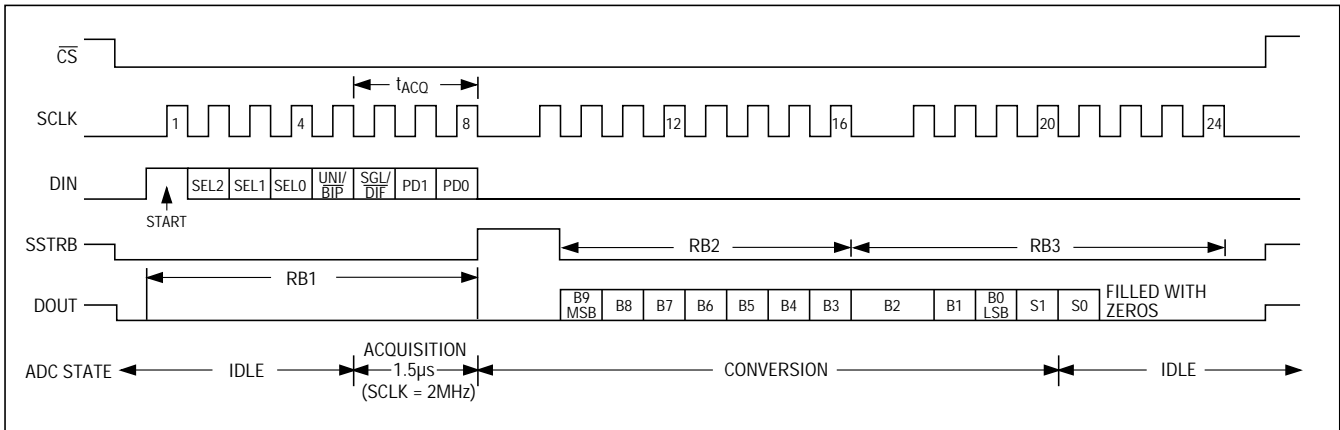 CS
tACQ
SCLK 1 4 8 12 16 20 24
DIN SEL2 SEL1 SEL0 UNI/ BIP SGL/ DIF PD1 PD0
START
SSTRB RB2 RB3
RB1
DOUT B9 MSB B8 B7 B6 B5 B4 B3 B2 B1 B0 LSB S1 S0 FILLED WITH ZEROS
ADC STATE IDLE ACQUISITION 1.5µs (SCLK = 2MHz) CONVERSION IDLE